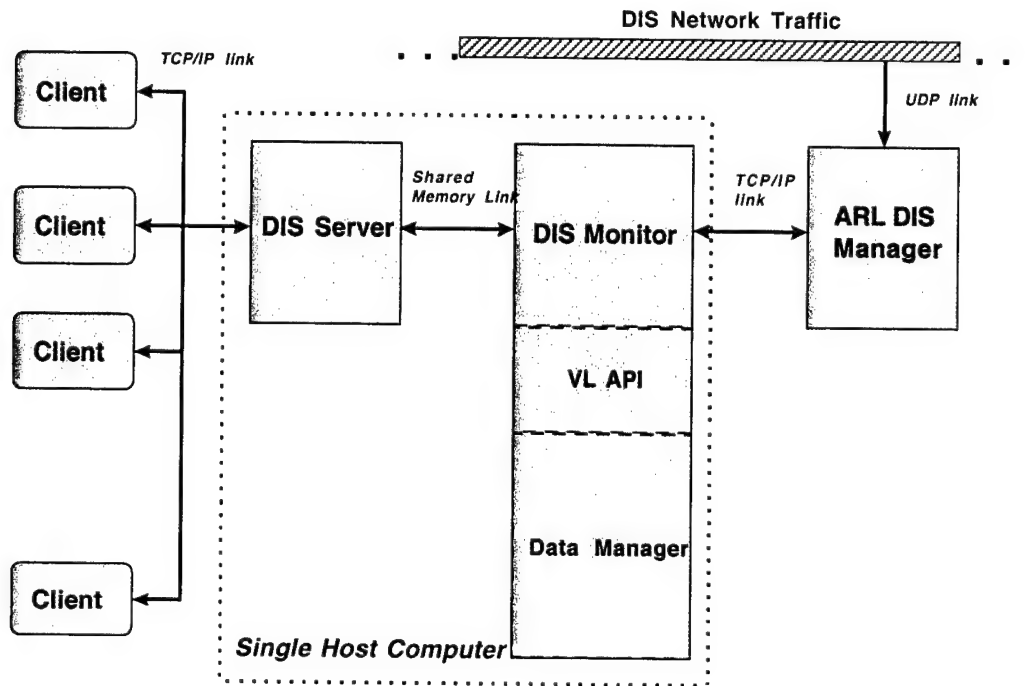 DIS Network Traffic
TCP/IP link
Client
UDP link
Client
DIS Server
Shared
Memory Link
DIS Monitor
TCP/IP
link
ARL DIS
Manager
Client
VL API
Data Manager
Client
Single Host Computer